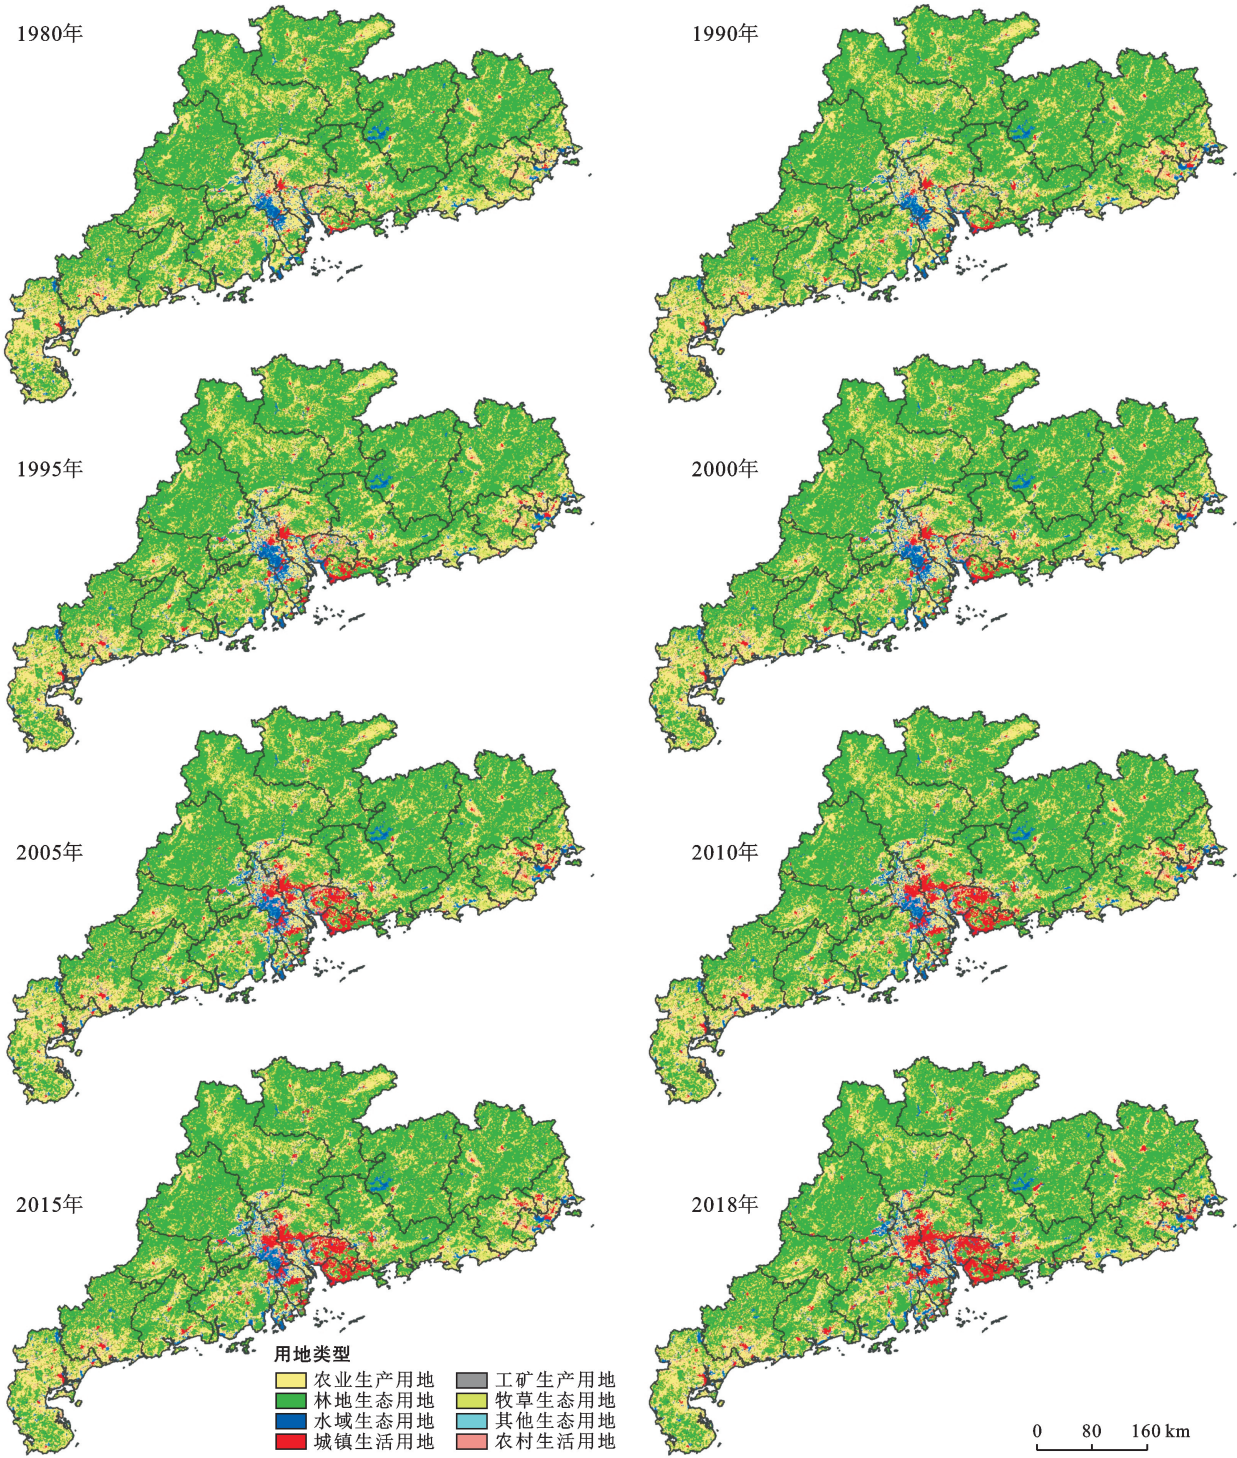 1980年
1990年
1995年
2000年
2005年
2010年
2015年
2018年
用地类型
农业生产用地
工矿生产用地
林地生态用地
牧草生态用地
水域生态用地
其他生态用地
城镇生活用地
农村生活用地
0 80 160 km